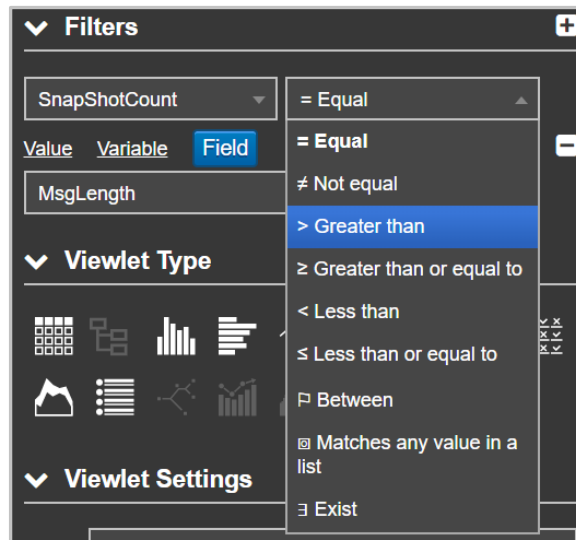 Filters
SnapShotCount
= Equal
Value Variable Field
MsgLength
= Equal
≠ Not equal
> Greater than
≥ Greater than or equal to
< Less than
≤ Less than or equal to
Between
Matches any value in a
list
∃ Exist
Viewlet Type
Viewlet Settings